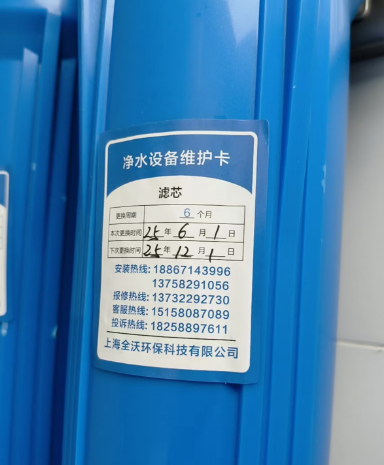 净水设备维护卡
滤芯
更换周期 6 个月
本次更换时间 25 年 6 月 1 日
下次更换时间 25 年 12 月 1 日
安装热线: 18867143996
13758291056
报修热线: 13732292730
客服热线: 15158087089
投诉热线: 18258897611
上海全沃环保科技有限公司